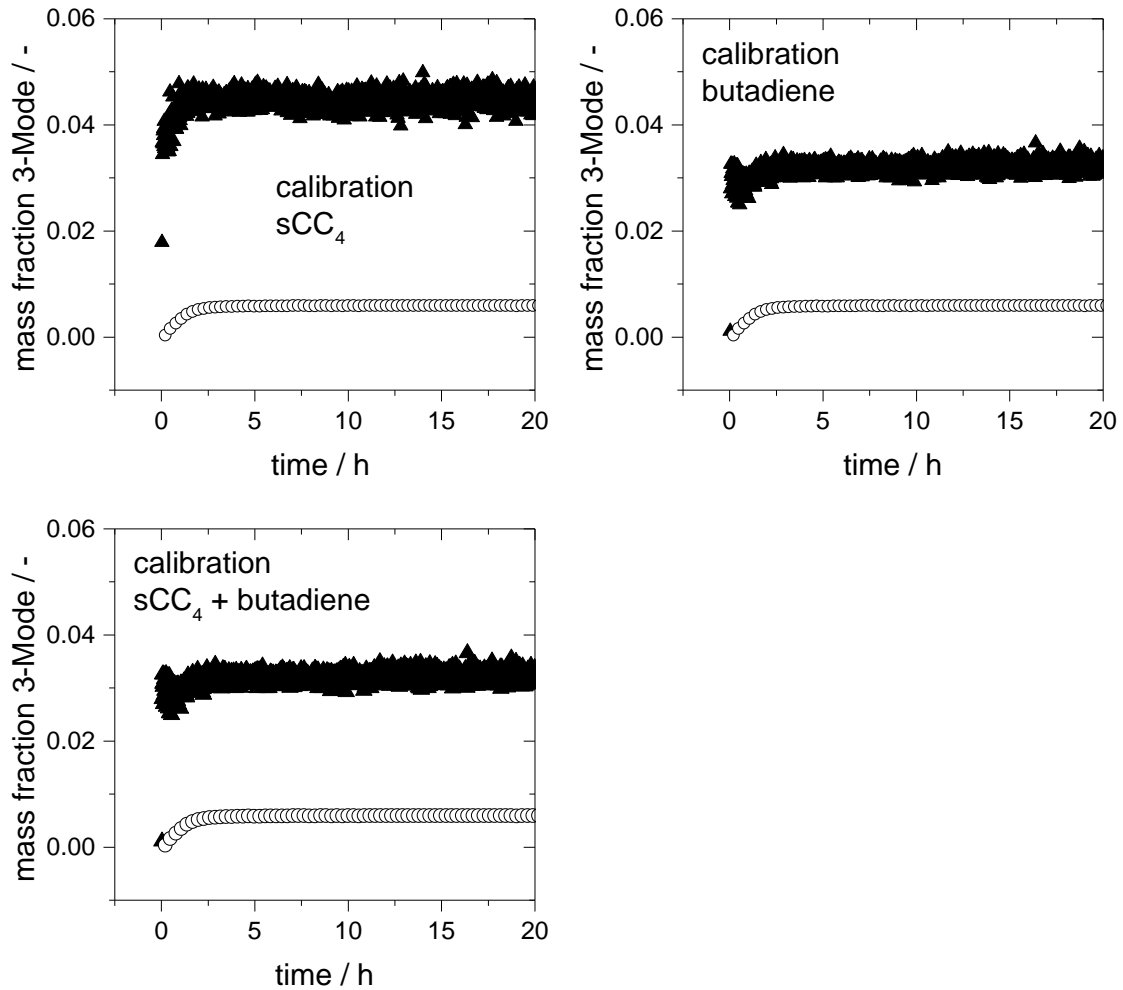 mass fraction 3-Mode / -
0.06
0.04
0.02
0.00
calibration
sCC₄
0 5 10 15 20
time / h
mass fraction 3-Mode / -
0.06
0.04
0.02
0.00
calibration
butadiene
0 5 10 15 20
time / h
mass fraction 3-Mode / -
0.06
0.04
0.02
0.00
calibration
sCC₄ + butadiene
0 5 10 15 20
time / h